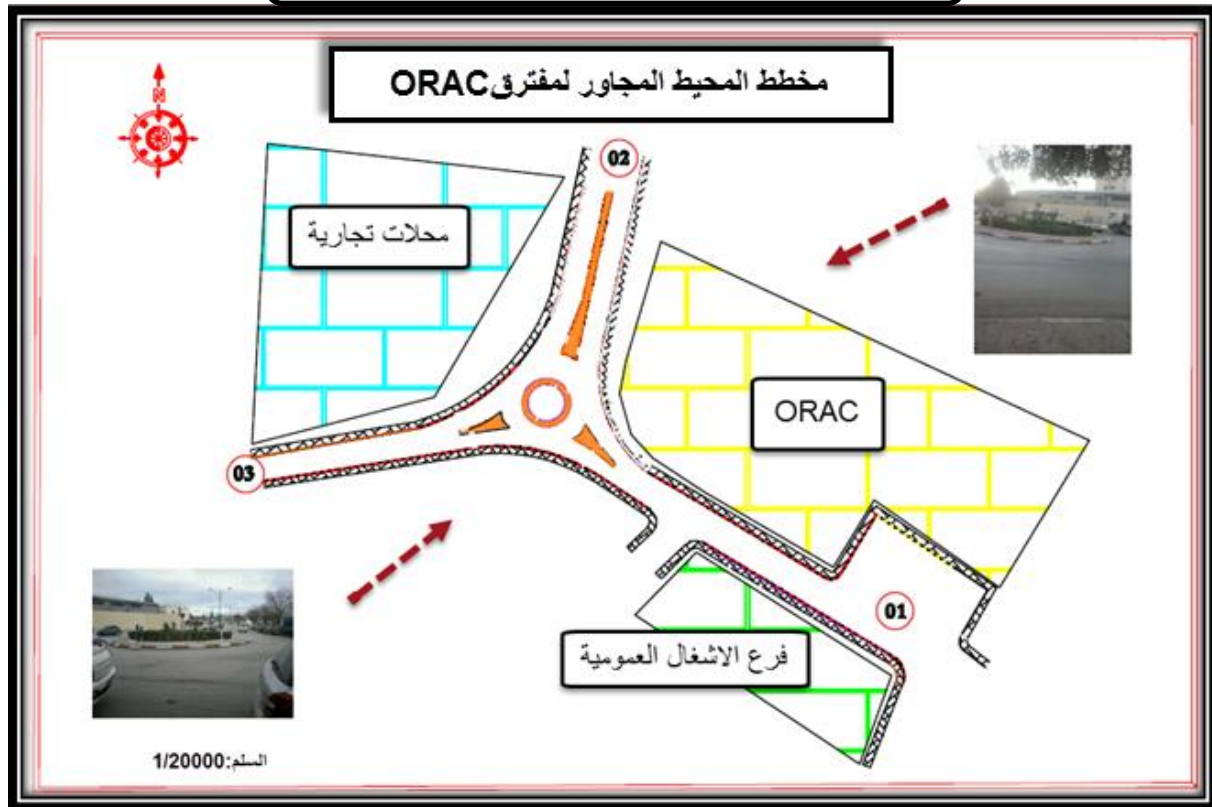 مخطط المحيط المجاور لمفترقORAC
N
02
محلات تجارية
ORAC
03
01
فرع الاشغال العمومية
السلم:1/20000